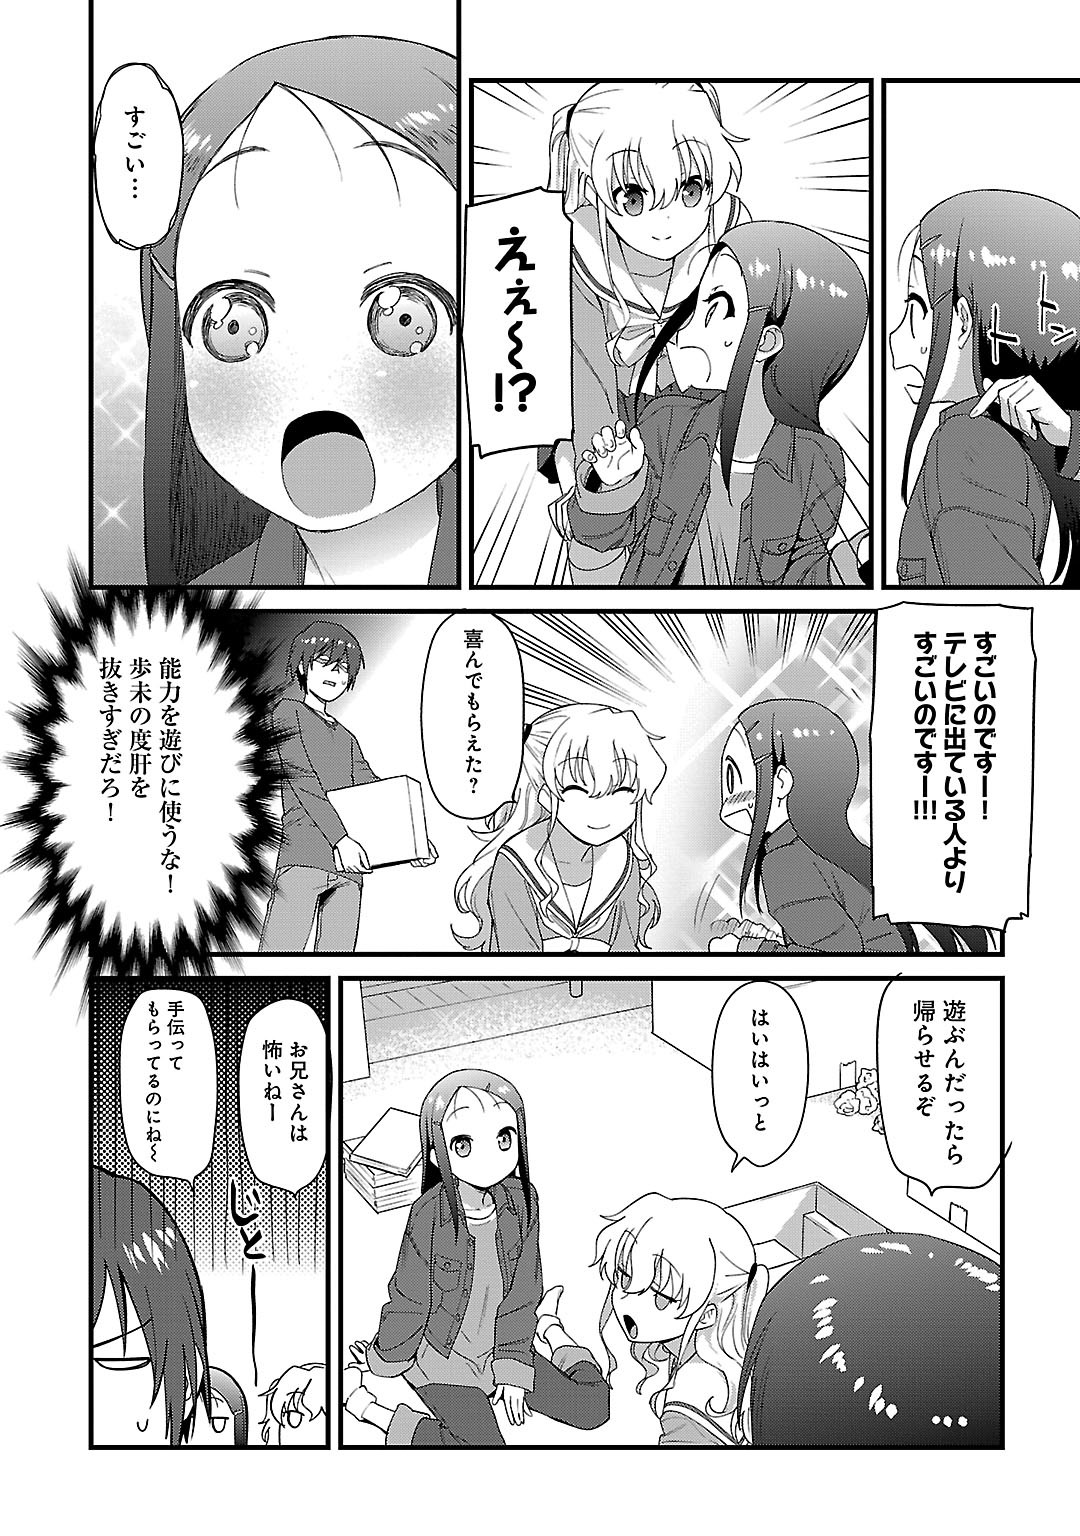 トントン
ええ〜!?
すごい…
すごいのですー！
テレビに出ている人より
すごいのですー!!!
喜んでもらえた？
能力を遊びに使うな！
歩未の度肝を
抜きすぎだろ！
遊ぶんだったら
帰らせるぞ
はいはいっと
お兄さんは
怖いねー
手伝って
もらってるのにね〜
じとー